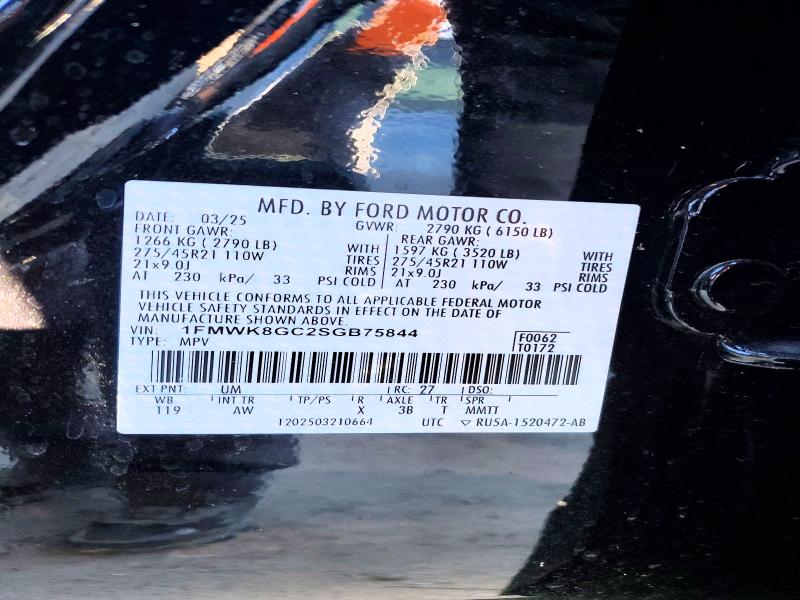 MFD. BY FORD MOTOR CO.
DATE: 03/25 GVWR: 2790 KG ( 6150 LB)
FRONT GAWR: REAR GAWR:
1266 KG ( 2790 LB) WITH 1597 KG ( 3520 LB) WITH
275/45R21 110W TIRES 275/45R21 110W TIRES
21x9.0J RIMS 21x9.0J RIMS
AT 230 kPa/ 33 PSI COLD AT 230 kPa/ 33 PSI COLD
THIS VEHICLE CONFORMS TO ALL APPLICABLE FEDERAL MOTOR
VEHICLE SAFETY STANDARDS IN EFFECT ON THE DATE OF
MANUFACTURE SHOWN ABOVE.
VIN: 1FMWK8GC2SGB75844
TYPE: MPV
F0062
T0172
EXT PNT: UM RC: 27 DSO:
WB INT TR TP/PS R AXLE TR SPR
119 AW X 3B T MMTT
1202503210664 UTC ▽ RU5A-1520472-AB